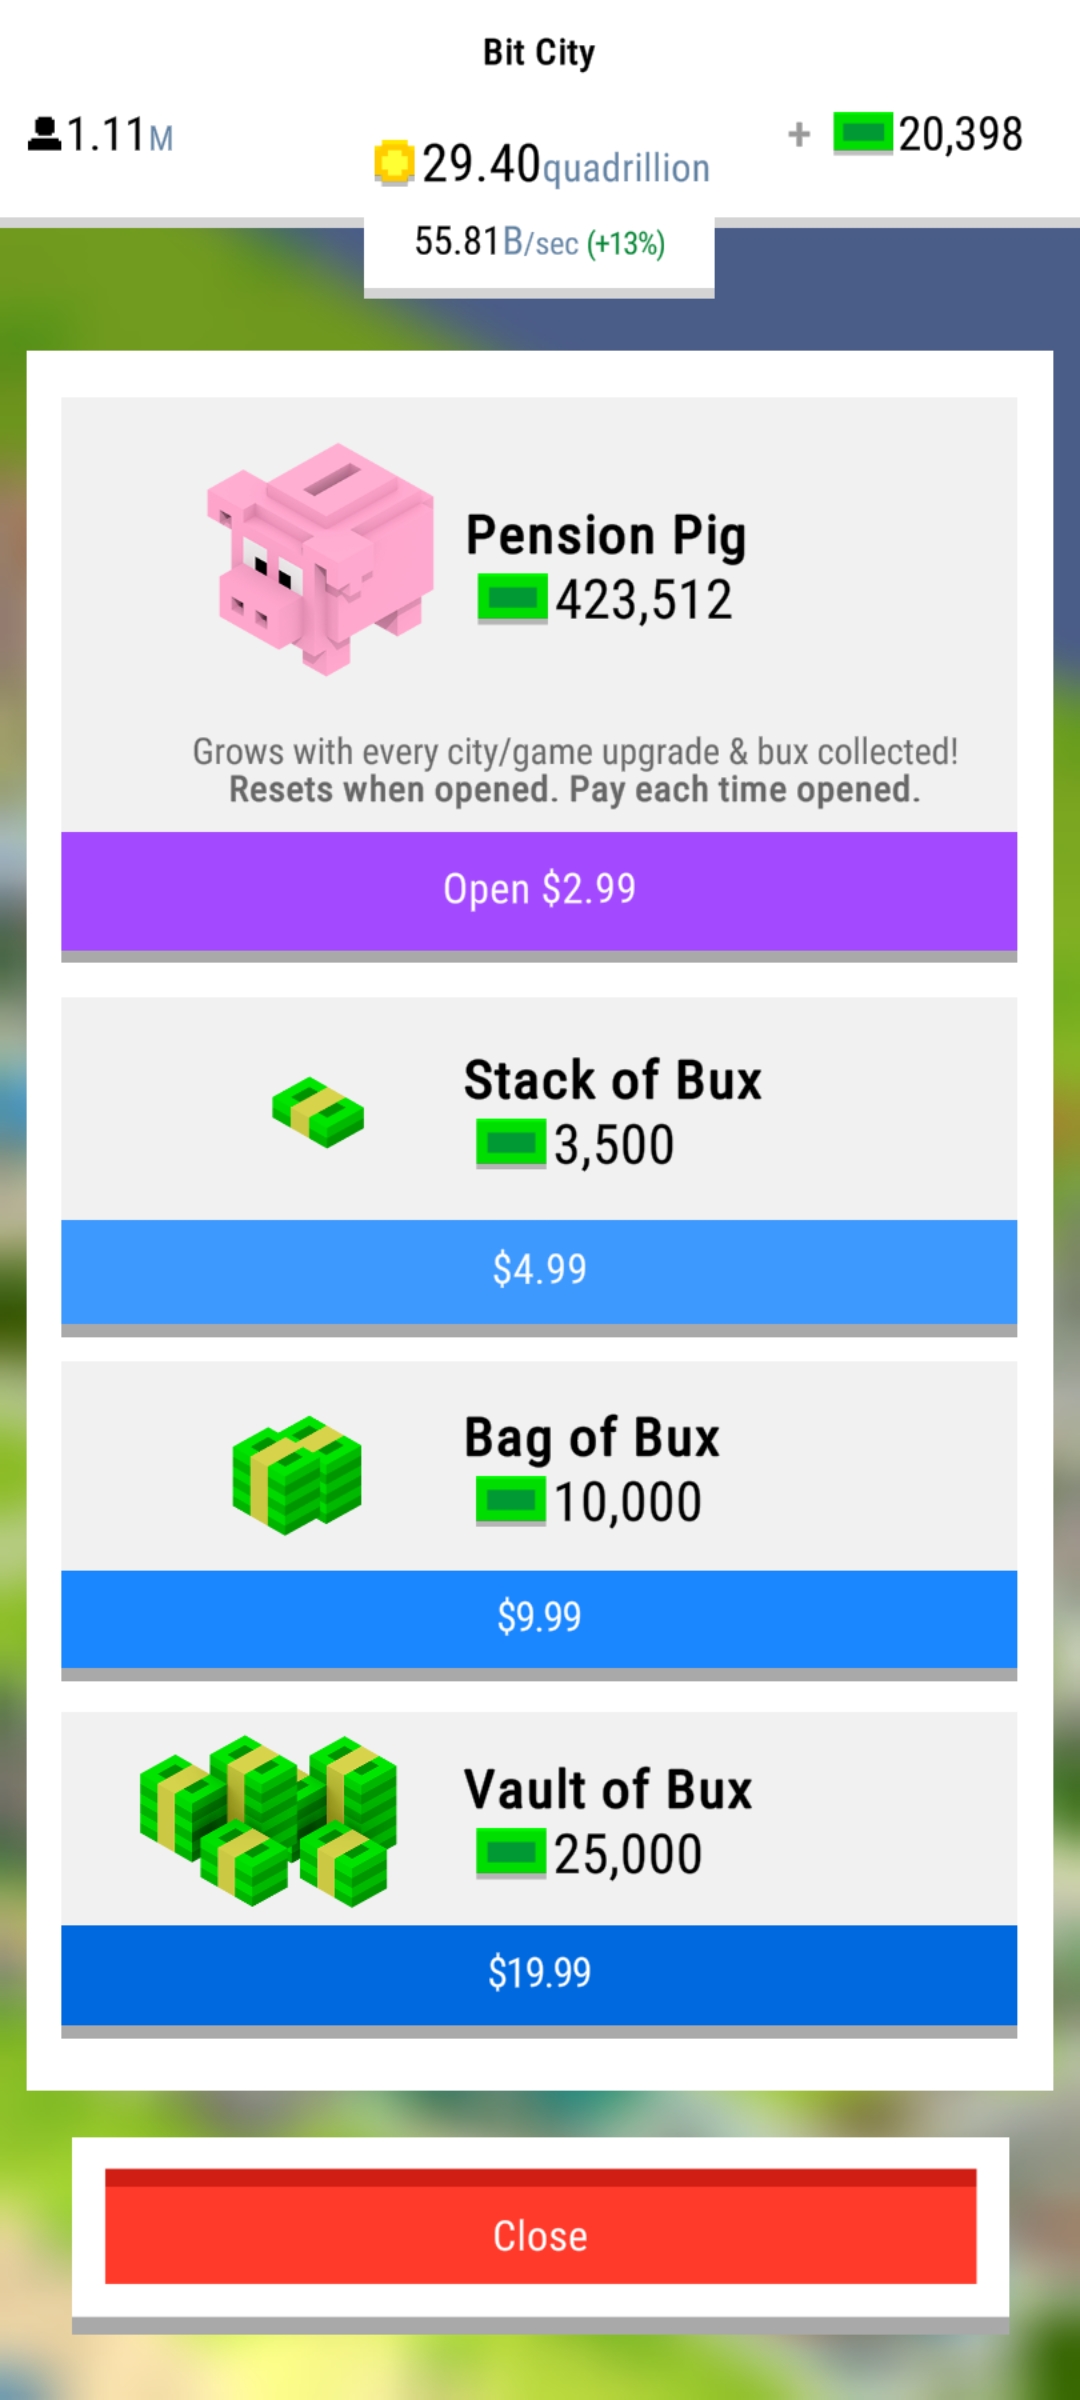 Bit City
1.11M
29.40quadrillion
+ 20,398
55.81B/sec (+13%)
Pension Pig
423,512
Grows with every city/game upgrade & bux collected!
Resets when opened. Pay each time opened.
Open $2.99
Stack of Bux
3,500
$4.99
Bag of Bux
10,000
$9.99
Vault of Bux
25,000
$19.99
Close